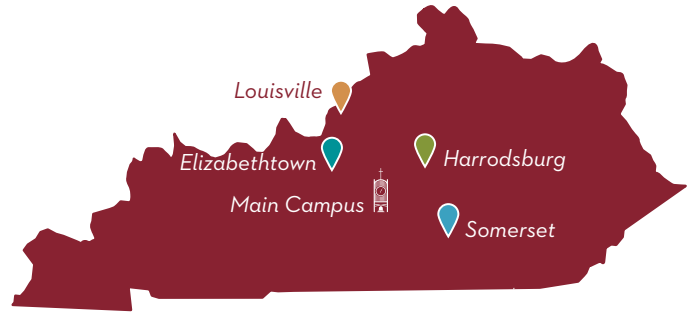 Louisville
Elizabethtown
Harrodsburg
Main Campus
Somerset